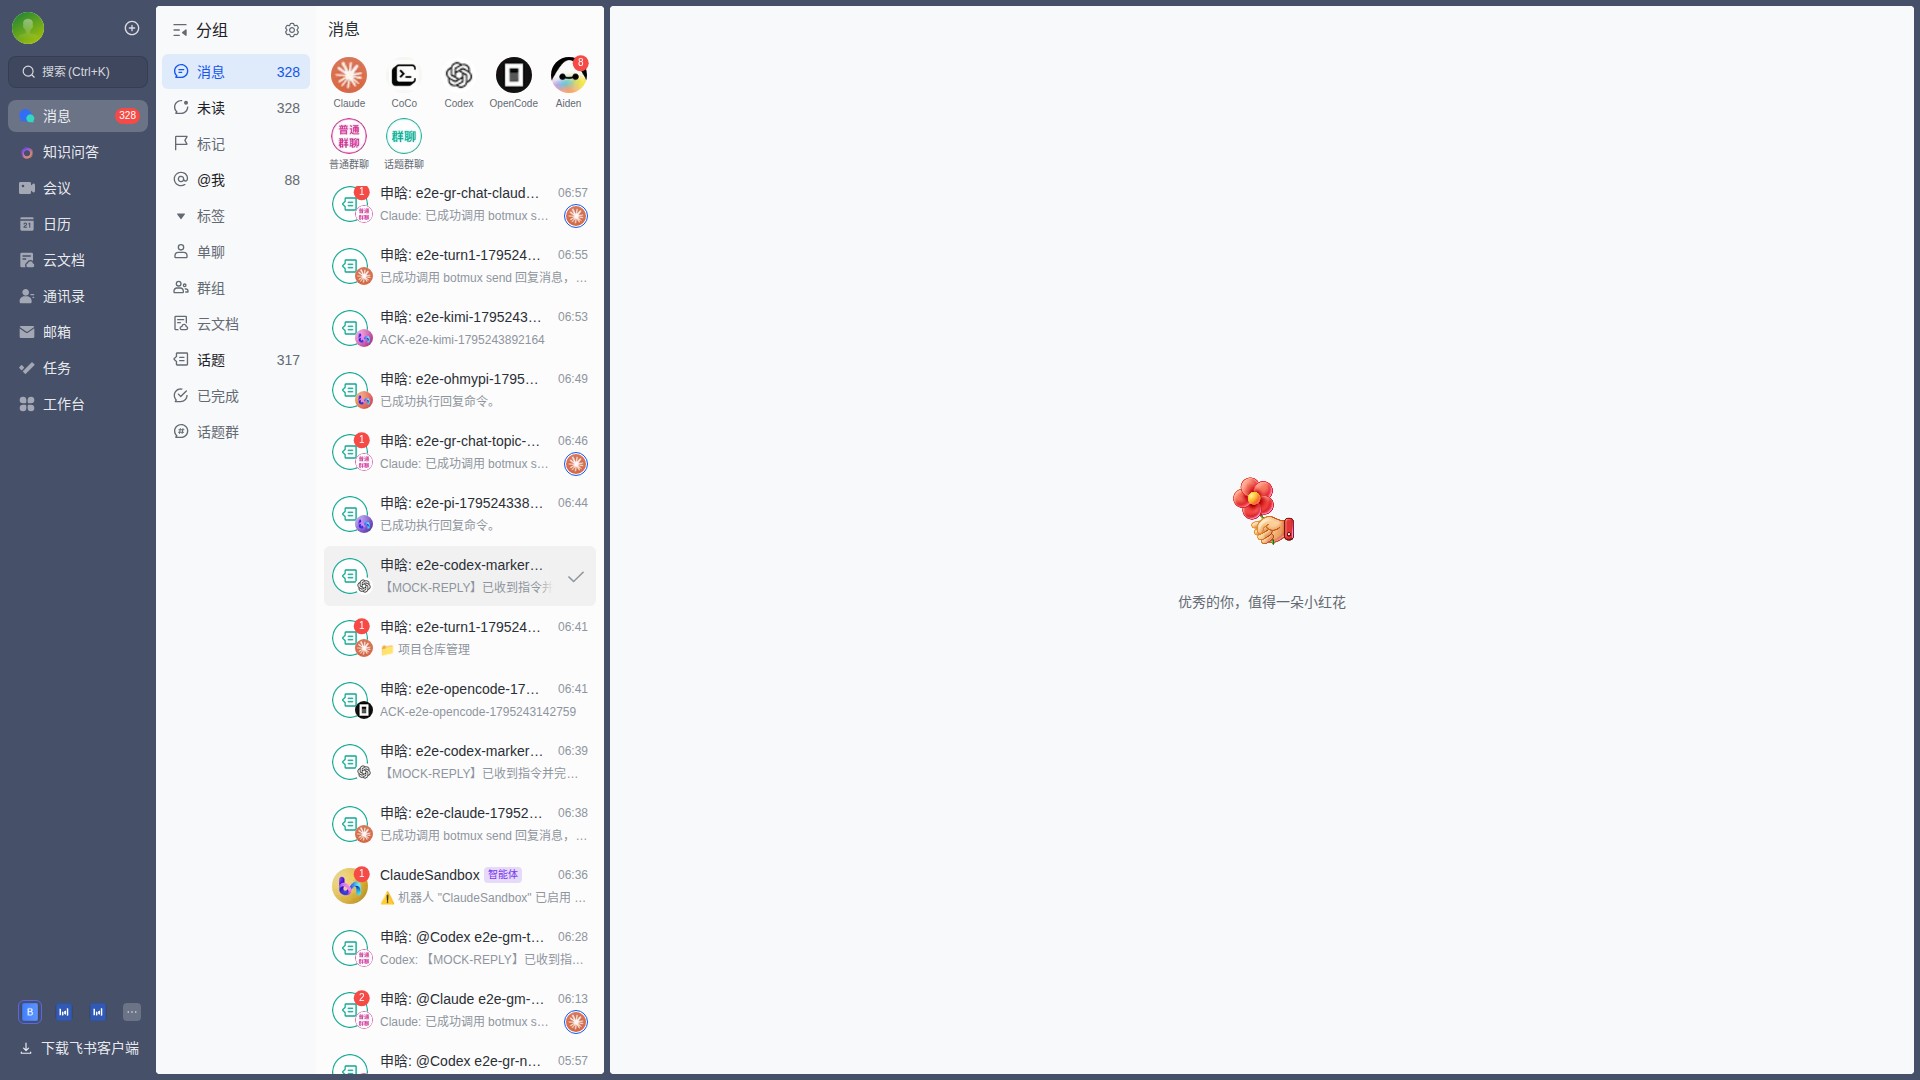 搜索 (Ctrl+K)
消息 328
知识问答
会议
日历
云文档
通讯录
邮箱
任务
工作台
B
下载飞书客户端
分组
消息 328
未读 328
标记
@我 88
标签
单聊
群组
云文档
话题 317
已完成
话题群
消息
8
Claude CoCo Codex OpenCode Aiden
普通群聊 群聊
普通群聊 话题群聊
1 申晗: e2e-gr-chat-claud… 06:57
Claude: 已成功调用 botmux s…
申晗: e2e-turn1-179524… 06:55
已成功调用 botmux send 回复消息，…
申晗: e2e-kimi-1795243… 06:53
ACK-e2e-kimi-1795243892164
申晗: e2e-ohmypi-1795… 06:49
已成功执行回复命令。
1 申晗: e2e-gr-chat-topic-… 06:46
Claude: 已成功调用 botmux s…
申晗: e2e-pi-179524338… 06:44
已成功执行回复命令。
申晗: e2e-codex-marker…
【MOCK-REPLY】已收到指令并
1 申晗: e2e-turn1-179524… 06:41
📁 项目仓库管理
申晗: e2e-opencode-17… 06:41
ACK-e2e-opencode-1795243142759
申晗: e2e-codex-marker… 06:39
【MOCK-REPLY】已收到指令并完…
申晗: e2e-claude-17952… 06:38
已成功调用 botmux send 回复消息，…
1 ClaudeSandbox 智能体 06:36
⚠️ 机器人 "ClaudeSandbox" 已启用 …
申晗: @Codex e2e-gm-t… 06:28
Codex: 【MOCK-REPLY】已收到指…
2 申晗: @Claude e2e-gm-… 06:13
Claude: 已成功调用 botmux s…
申晗: @Codex e2e-gr-n… 05:57
优秀的你，值得一朵小红花